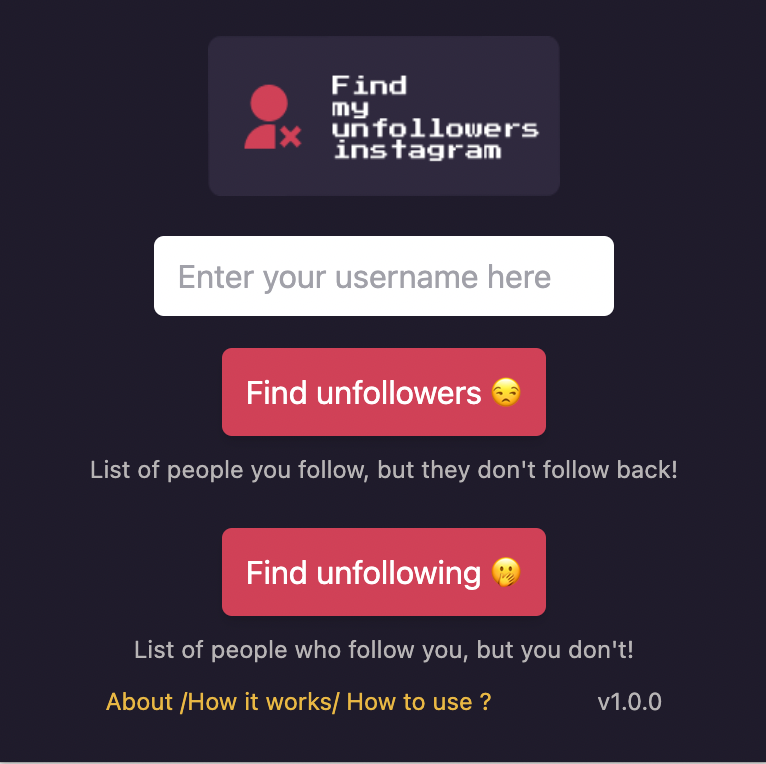 Find
my
unfollowers
instagram
Enter your username here
Find unfollowers 😒
List of people you follow, but they don't follow back!
Find unfollowing 🫢
List of people who follow you, but you don't!
About /How it works/ How to use ? v1.0.0